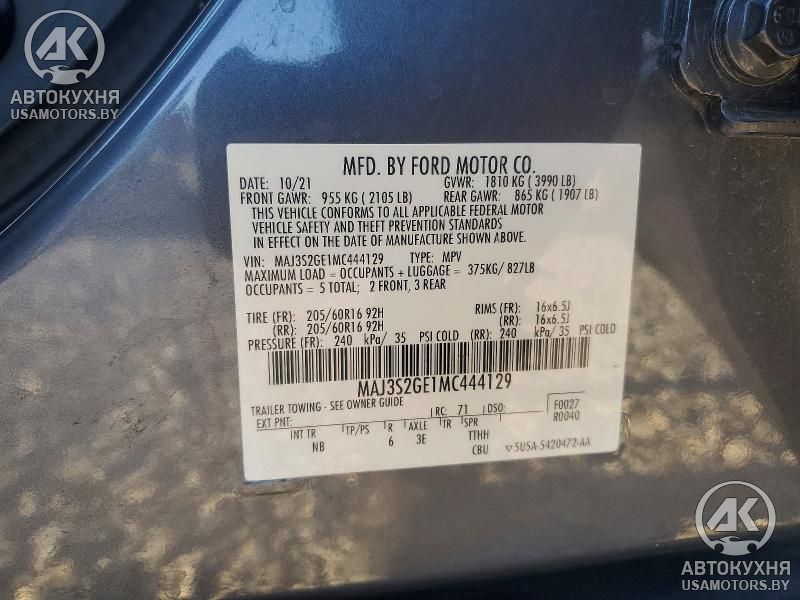 AK
АВТОКУХНЯ
USAMOTORS.BY
MFD. BY FORD MOTOR CO.
DATE: 10/21 GVWR: 1810 KG ( 3990 LB)
FRONT GAWR: 955 KG ( 2105 LB) REAR GAWR: 865 KG ( 1907 LB)
THIS VEHICLE CONFORMS TO ALL APPLICABLE FEDERAL MOTOR
VEHICLE SAFETY AND THEFT PREVENTION STANDARDS
IN EFFECT ON THE DATE OF MANUFACTURE SHOWN ABOVE.
VIN: MAJ3S2GE1MC444129 TYPE: MPV
MAXIMUM LOAD = OCCUPANTS + LUGGAGE = 375KG/ 827LB
OCCUPANTS = 5 TOTAL; 2 FRONT, 3 REAR
TIRE (FR): 205/60R16 92H RIMS (FR): 16x6.5J
(RR): 205/60R16 92H (RR): 16x6.5J
PRESSURE (FR): 240 kPa/ 35 PSI COLD (RR): 240 kPa/ 35 PSI COLD
MAJ3S2GE1MC444129
TRAILER TOWING - SEE OWNER GUIDE
EXT PNT: RC: 71 DSO: F0027
R0040
INT TR TP/PS R AXLE TR SPR
NB 6 3E TTHH
CBU SUSA-S420472-AA
AK
АВТОКУХНЯ
USAMOTORS.BY